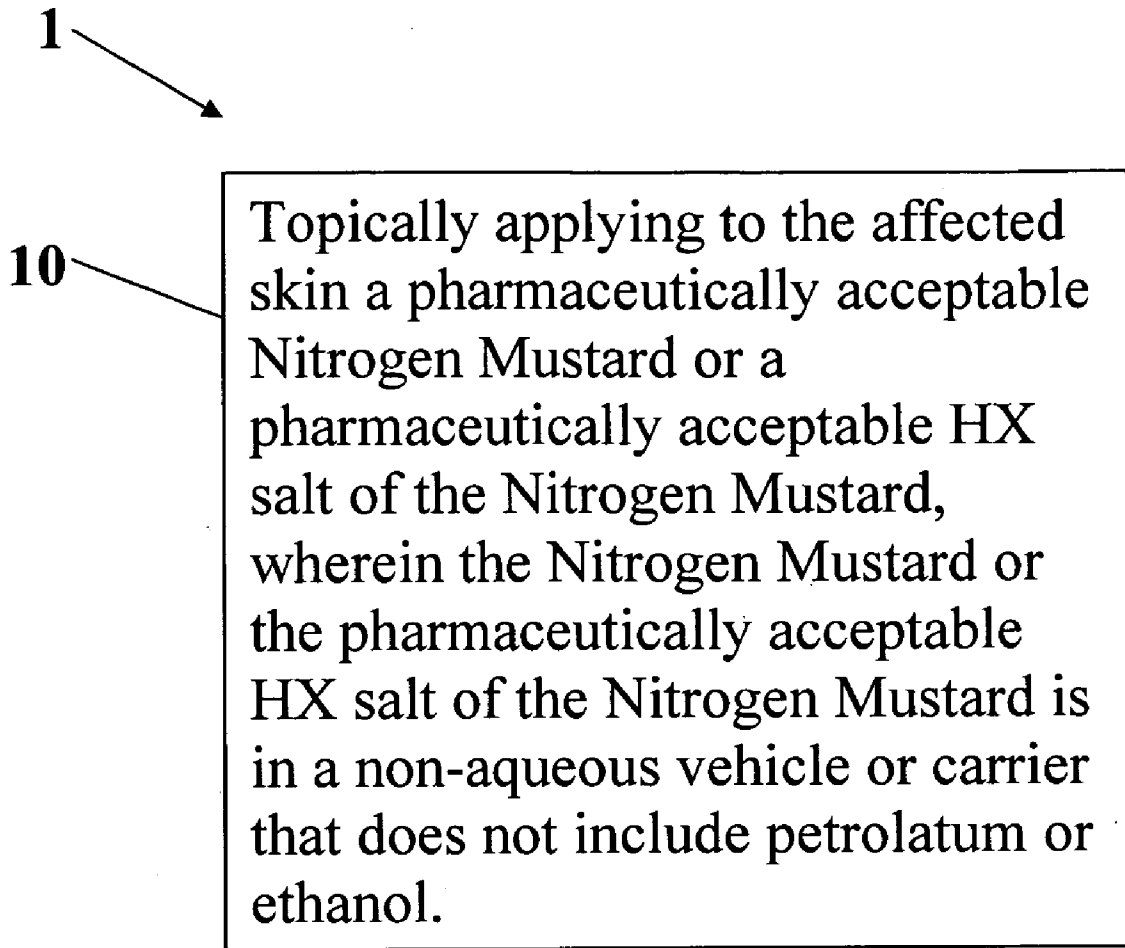 1
10
Topically applying to the affected
skin a pharmaceutically acceptable
Nitrogen Mustard or a
pharmaceutically acceptable HX
salt of the Nitrogen Mustard,
wherein the Nitrogen Mustard or
the pharmaceutically acceptable
HX salt of the Nitrogen Mustard is
in a non-aqueous vehicle or carrier
that does not include petrolatum or
ethanol.